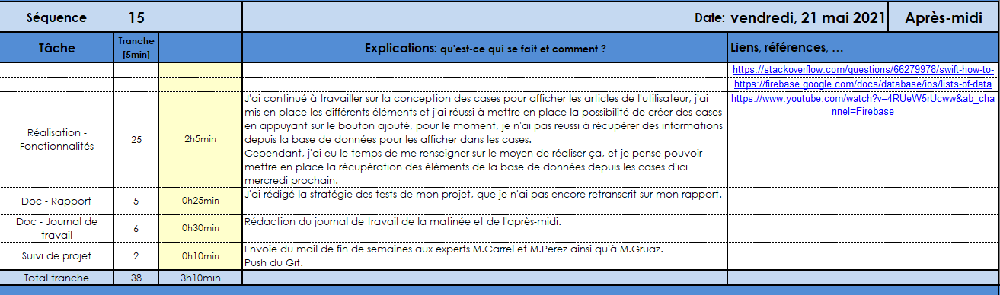 Séquence 15 Date: vendredi, 21 mai 2021 Après-midi
Tâche Tranche [5min] Explications: qu'est-ce qui se fait et comment ? Liens, références, ...
https://stackoverflow.com/questions/66279978/swift-how-to-
https://firebase.google.com/docs/database/ios/lists-of-data
Réalisation -
Fonctionnalités
25
2h5min
J'ai continué à travailler sur la conception des cases pour afficher les articles de l'utilisateur, j'ai
mis en place les différents éléments et j'ai réussi à mettre en place la possibilité de créer des cases
en appuyant sur le bouton ajouté, pour le moment, je n'ai pas reussi à récupérer des informations
depuis la base de données pour les afficher dans les cases.
Cependant, j'ai eu le temps de me renseigner sur le moyen de réaliser ça, et je pense pouvoir
mettre en place la récupération des éléments de la base de données depuis les cases d'ici
mercredi prochain.
https://www.youtube.com/watch?v=4RUeW5rUcww&ab_cha
nnel=Firebase
Doc - Rapport 5 0h25min
J'ai rédigé la stratégie des tests de mon projet, que je n'ai pas encore retranscrit sur mon rapport.
Doc - Journal de
travail
6
0h30min
Rédaction du journal de travail de la matinée et de l'après-midi.
Suivi de projet 2 0h10min
Envoie du mail de fin de semaines aux experts M.Carrel et M.Perez ainsi qu'à M.Gruaz.
Push du Git.
Total tranche 38 3h10min